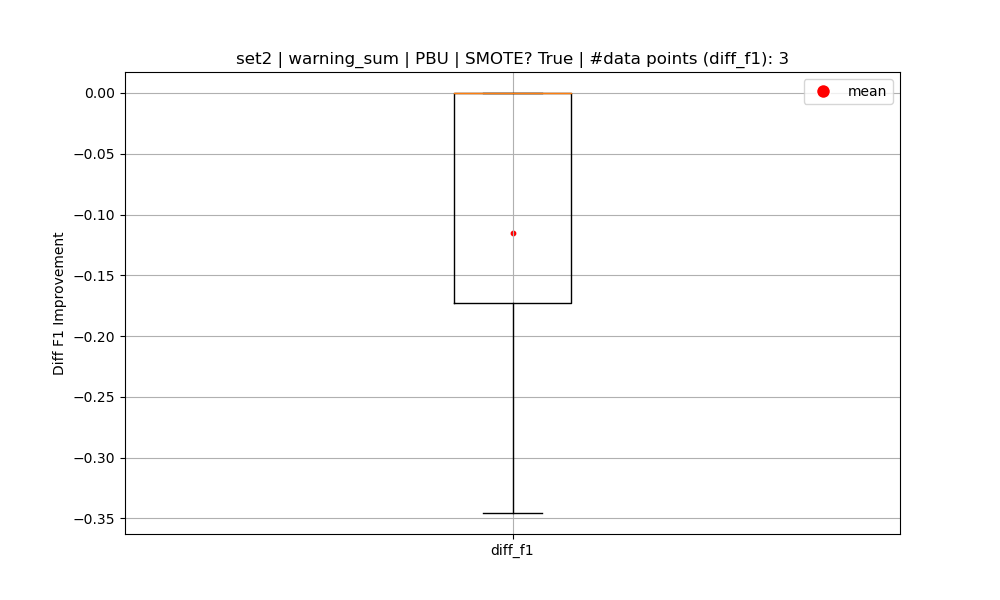 set2 | warning_sum | PBU | SMOTE? True | #data points (diff_f1): 3
mean
Diff F1 Improvement
0.00
−0.05
−0.10
−0.15
−0.20
−0.25
−0.30
−0.35
diff_f1